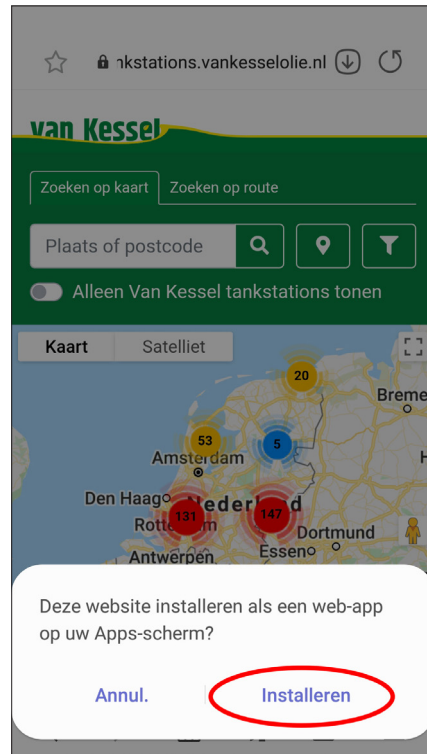 nkstations.vankesselolie.nl
van Kessel
Zoeken op kaart Zoeken op route
Plaats of postcode
Alleen Van Kessel tankstations tonen
Kaart Satelliet
20
Breme
53
5
Amsterdam
Den Haag Nederland
131 147
Rotterdam
Dortmund
Essen
Antwerpen
Deze website installeren als een web-app
op uw Apps-scherm?
Annul. Installeren